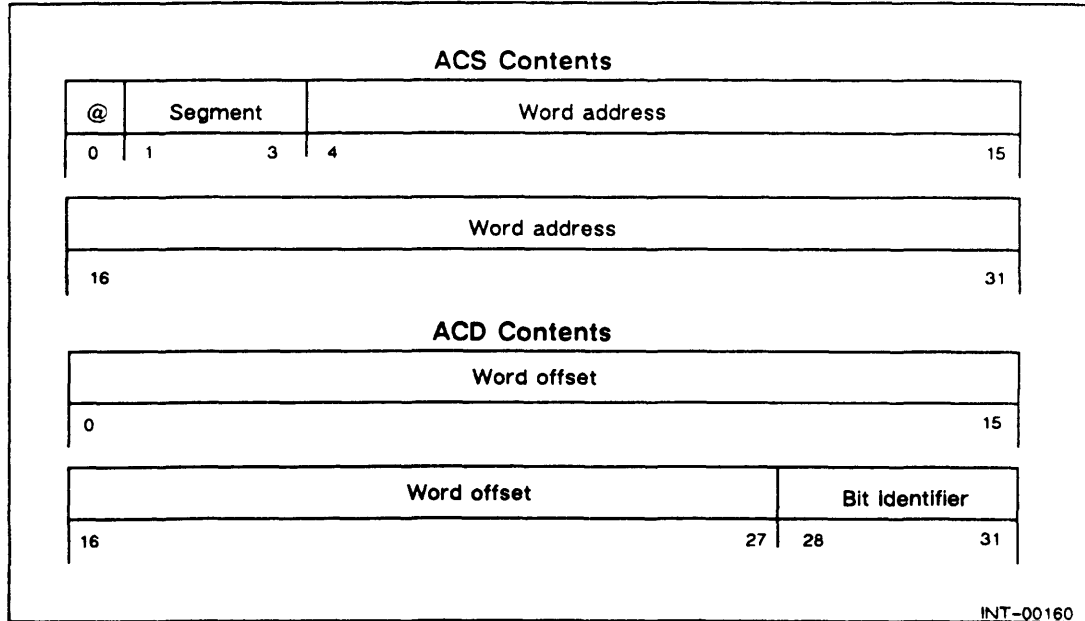 ACS Contents
@ Segment Word address
0 1 3 4 15
Word address
16 31
ACD Contents
Word offset
0 15
Word offset Bit identifier
16 27 28 31
INT-00160